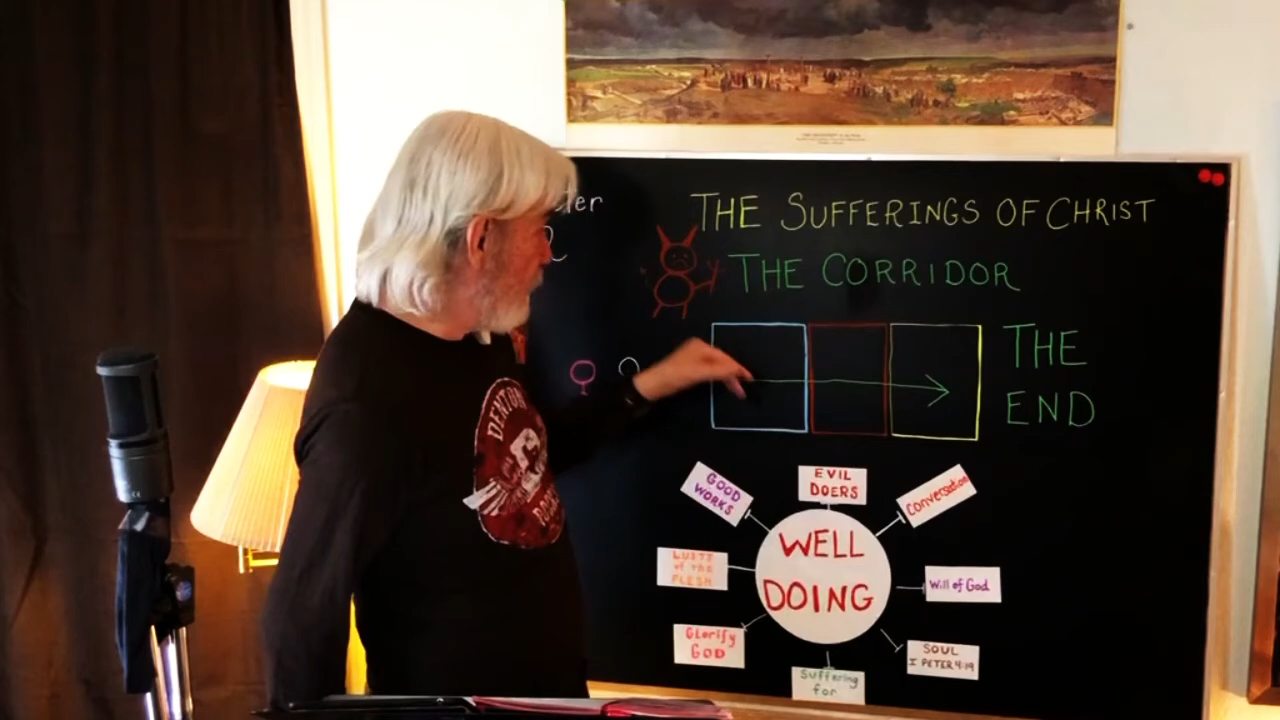 THE SUFFERINGS OF CHRIST
THE CORRIDOR
THE
END
GOOD
WORKS
EVIL
DOERS
Conversation
WELL
DOING
LUSTS
of the
FLESH
Will of God
Glorify
GOD
SOUL
I PETER 4:19
Suffering
for
DENTON